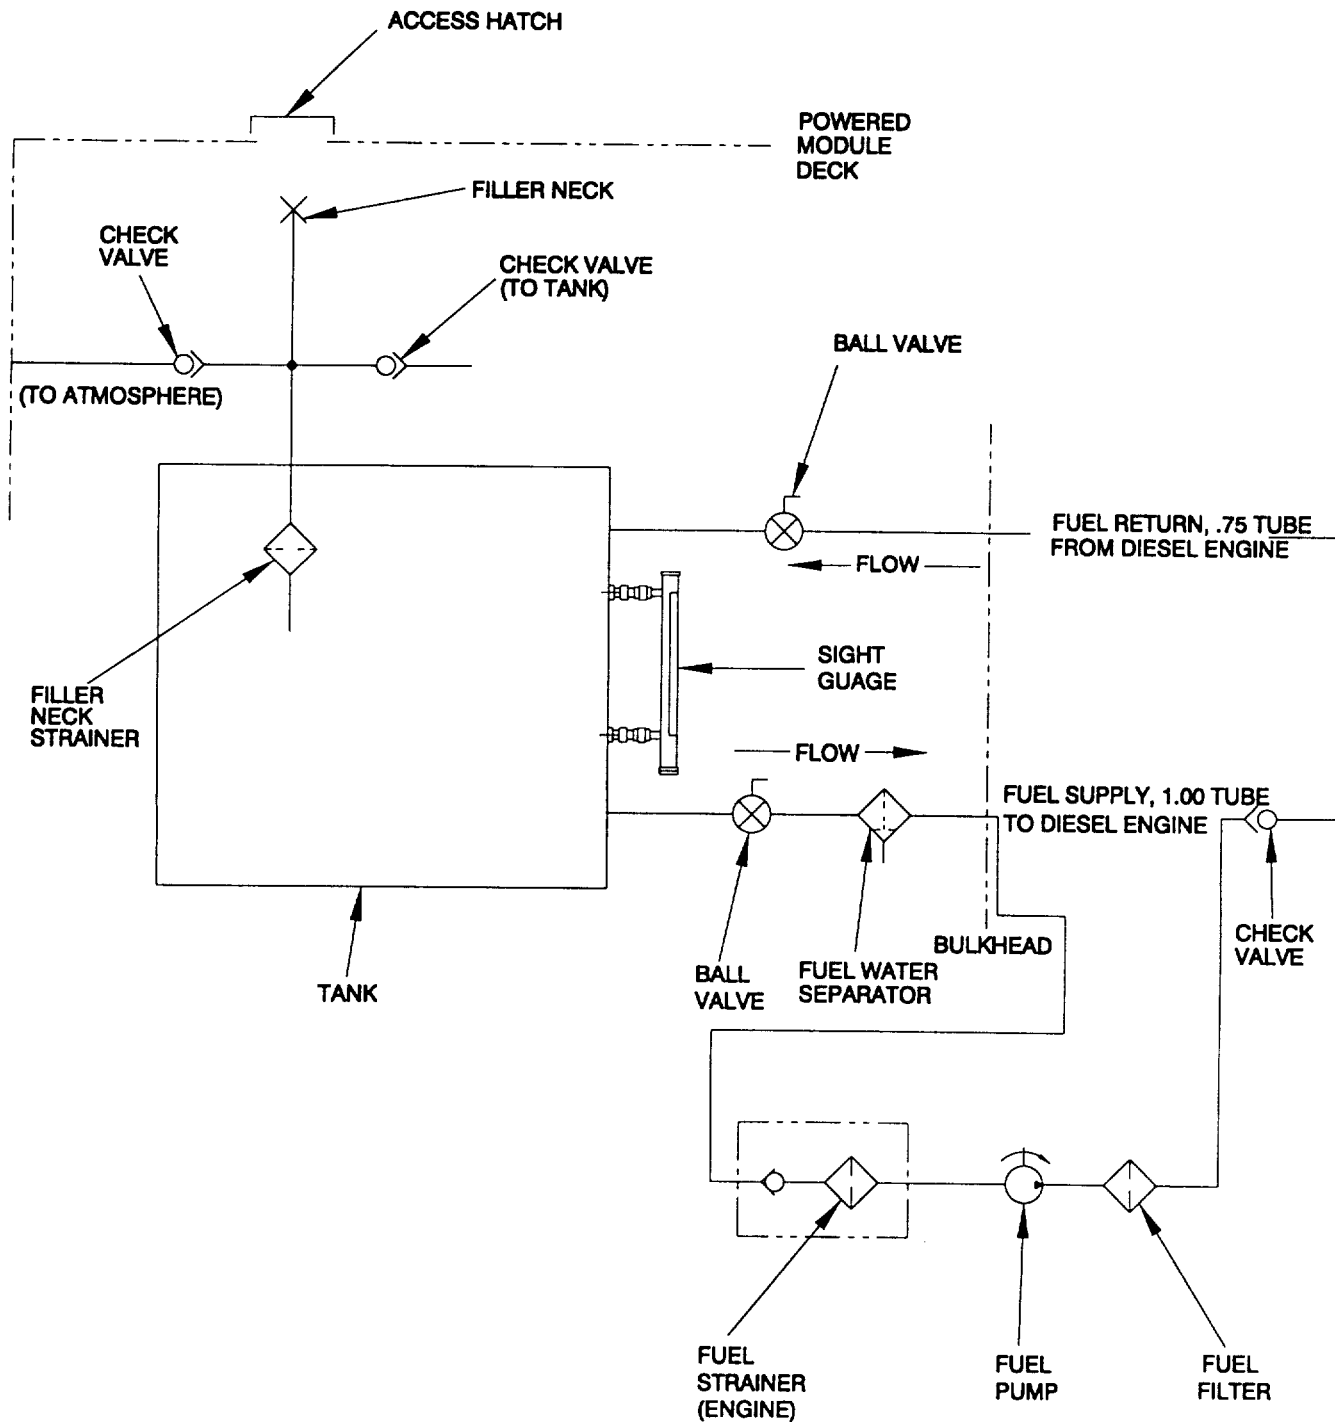 ACCESS HATCH
POWERED
MODULE
DECK
FILLER NECK
CHECK
VALVE
CHECK VALVE
(TO TANK)
BALL VALVE
(TO ATMOSPHERE)
FUEL RETURN, .75 TUBE
FROM DIESEL ENGINE
FLOW
SIGHT
GUAGE
FILLER
NECK
STRAINER
FLOW
FUEL SUPPLY, 1.00 TUBE
TO DIESEL ENGINE
BULKHEAD
CHECK
VALVE
TANK
BALL
VALVE
FUEL WATER
SEPARATOR
FUEL
STRAINER
(ENGINE)
FUEL
PUMP
FUEL
FILTER